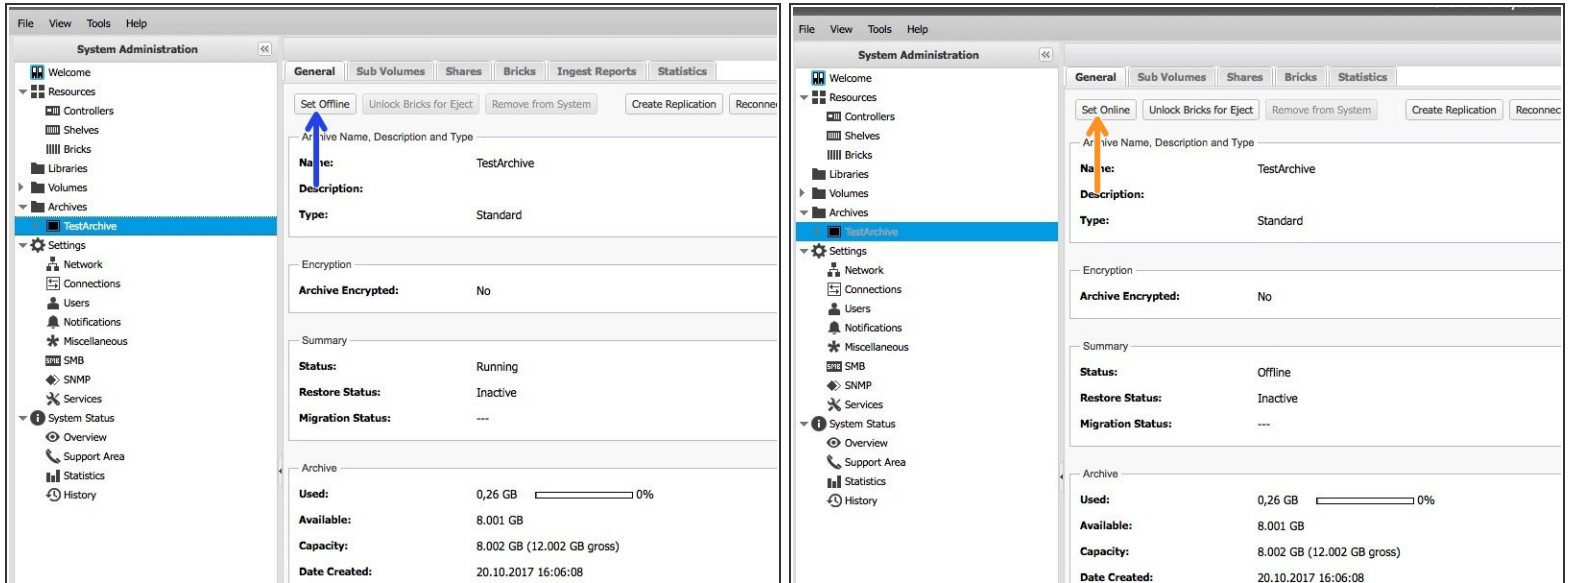 File View Tools Help
System Administration
Welcome
Resources
Controllers
Shelves
Bricks
Libraries
Volumes
Archives
TestArchive
Settings
Network
Connections
Users
Notifications
Miscellaneous
SMB SMB
SNMP
Services
System Status
Overview
Support Area
Statistics
History
General Sub Volumes Shares Bricks Ingest Reports Statistics
Set Offline Unlock Bricks for Eject Remove from System Create Replication Reconnec
Archive Name, Description and Type
Name: TestArchive
Description:
Type: Standard
Encryption
Archive Encrypted: No
Summary
Status: Running
Restore Status: Inactive
Migration Status: ---
Archive
Used: 0,26 GB 0%
Available: 8.001 GB
Capacity: 8.002 GB (12.002 GB gross)
Date Created: 20.10.2017 16:06:08
File View Tools Help
System Administration
Welcome
Resources
Controllers
Shelves
Bricks
Libraries
Volumes
Archives
TestArchive
Settings
Network
Connections
Users
Notifications
Miscellaneous
SMB SMB
SNMP
Services
System Status
Overview
Support Area
Statistics
History
General Sub Volumes Shares Bricks Statistics
Set Online Unlock Bricks for Eject Remove from System Create Replication Reconnec
Archive Name, Description and Type
Name: TestArchive
Description:
Type: Standard
Encryption
Archive Encrypted: No
Summary
Status: Offline
Restore Status: Inactive
Migration Status: ---
Archive
Used: 0,26 GB 0%
Available: 8.001 GB
Capacity: 8.002 GB (12.002 GB gross)
Date Created: 20.10.2017 16:06:08